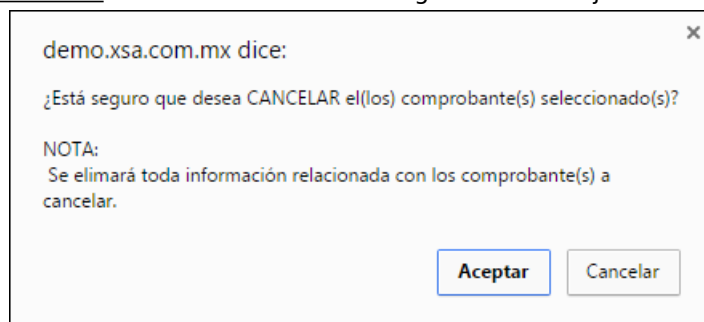 demo.xsa.com.mx dice:
¿Está seguro que desea CANCELAR el(los) comprobante(s) seleccionado(s)?
NOTA:
Se elimará toda información relacionada con los comprobante(s) a
cancelar.
Aceptar Cancelar